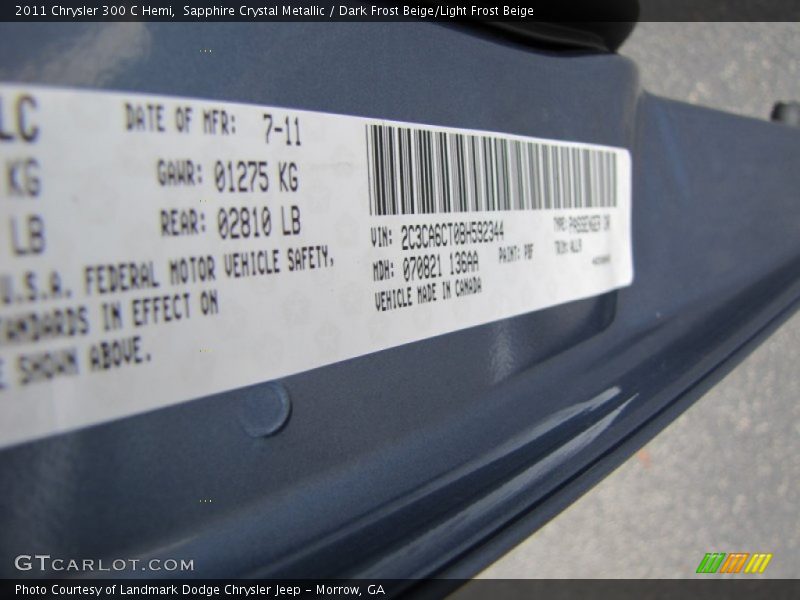 2011 Chrysler 300 C Hemi, Sapphire Crystal Metallic / Dark Frost Beige/Light Frost Beige
LC
DATE OF MFR: 7-11
KG
GAWR: 01275 KG
LB
REAR: 02810 LB
U.S.A. FEDERAL MOTOR VEHICLE SAFETY,
TANDARDS IN EFFECT ON
E SHOWN ABOVE.
VIN: 2C3CA6CT0BH592344
TYPE: PASSENGER CAR
MDH: 070821 136AA
PAINT: PBF
TRIM:
VEHICLE MADE IN CANADA
GTCARLOT.COM
Photo Courtesy of Landmark Dodge Chrysler Jeep - Morrow, GA